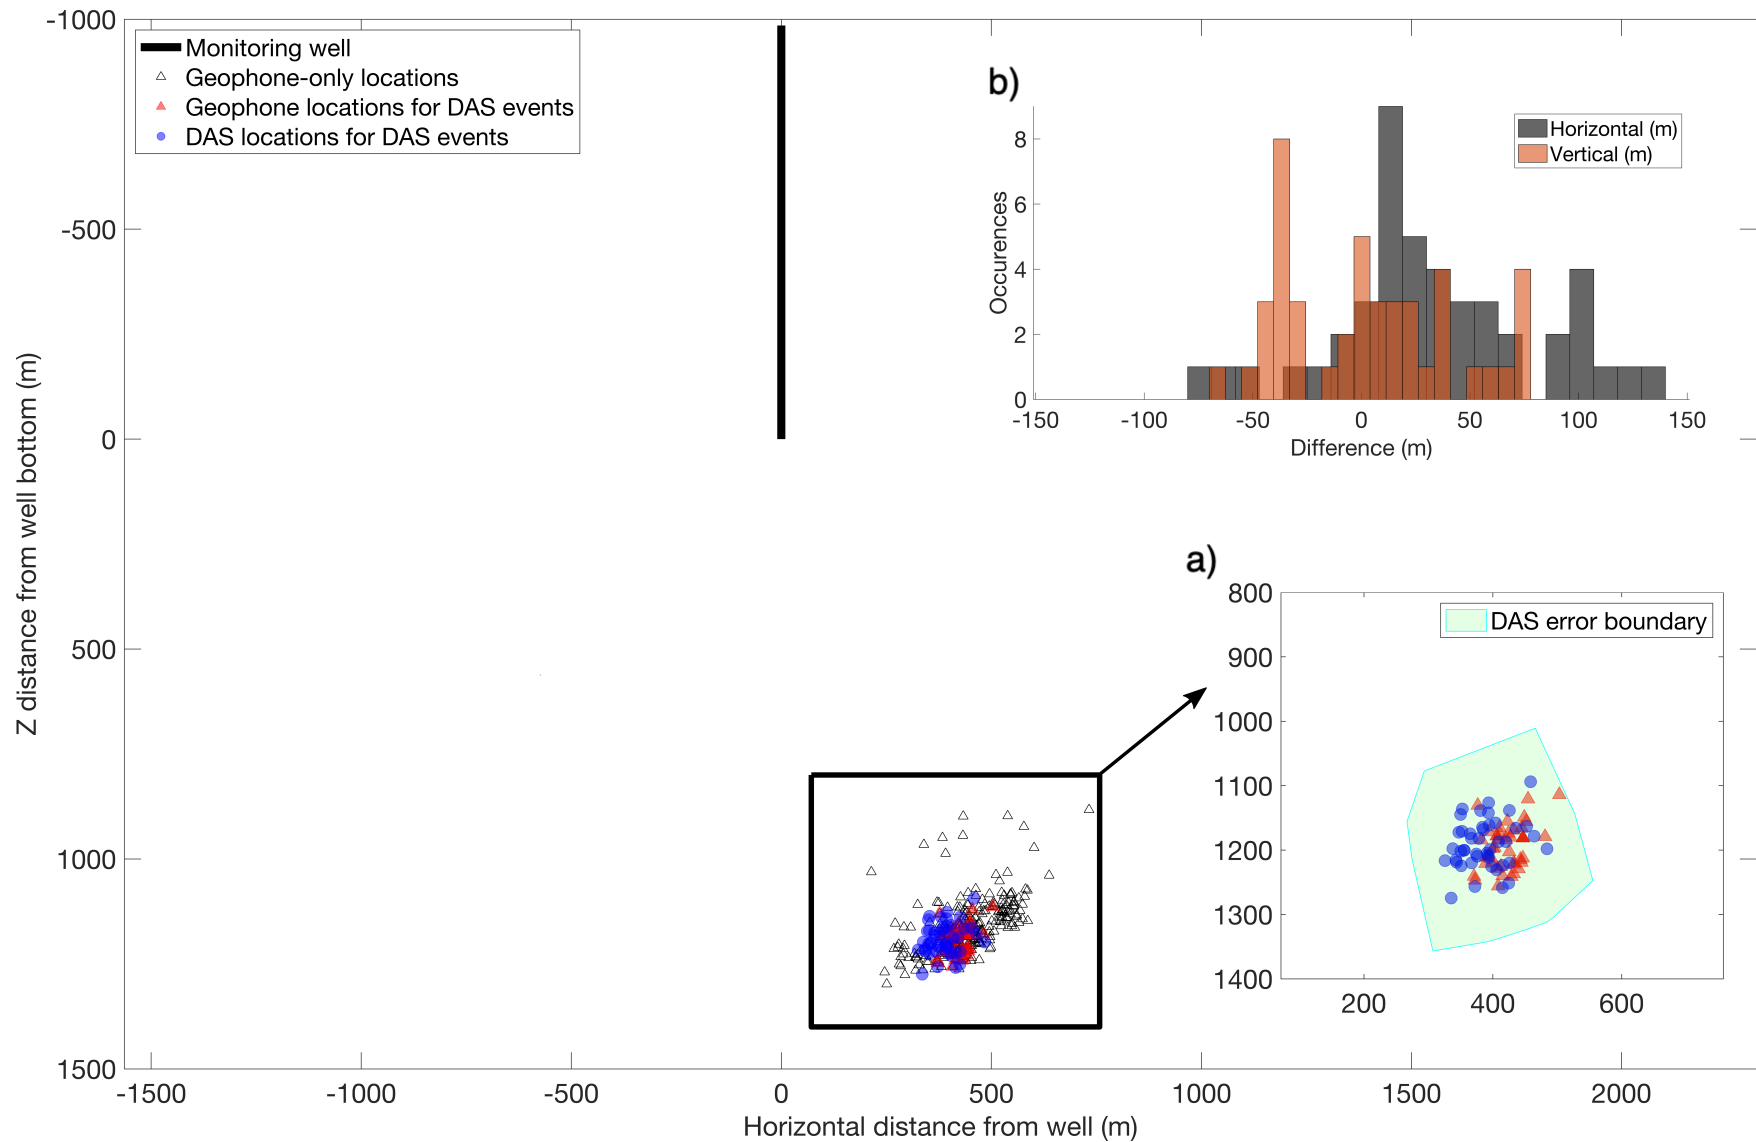 -1000
-500
0
500
1000
1500
Z distance from well bottom (m)
-1500
-1000
-500
0
500
1000
1500
2000
Horizontal distance from well (m)
Monitoring well
Geophone-only locations
Geophone locations for DAS events
DAS locations for DAS events
b)
8
6
4
2
0
Occurences
Horizontal (m)
Vertical (m)
-150
-100
-50
0
50
100
150
Difference (m)
a)
800
900
1000
1100
1200
1300
1400
DAS error boundary
200
400
600